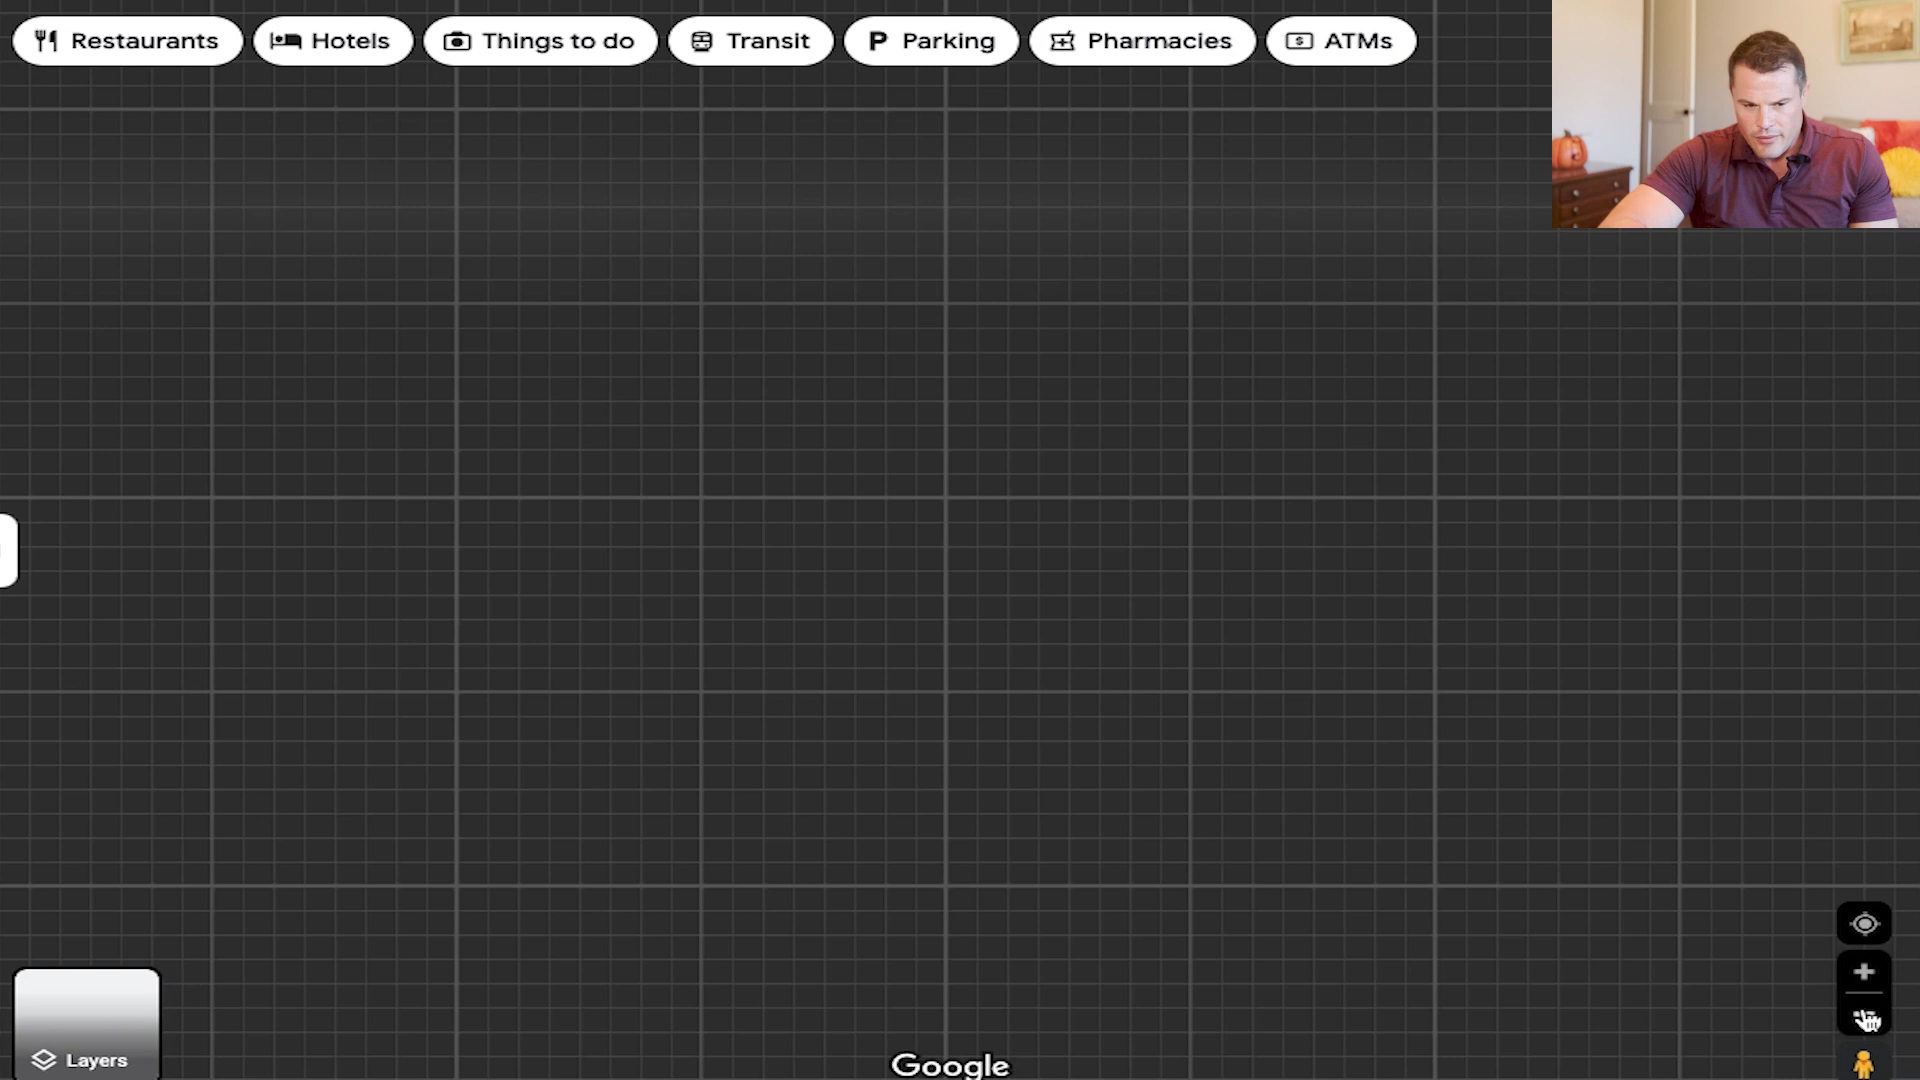 Restaurants
Hotels
Things to do
Transit
P Parking
Pharmacies
ATMs
Layers
Google